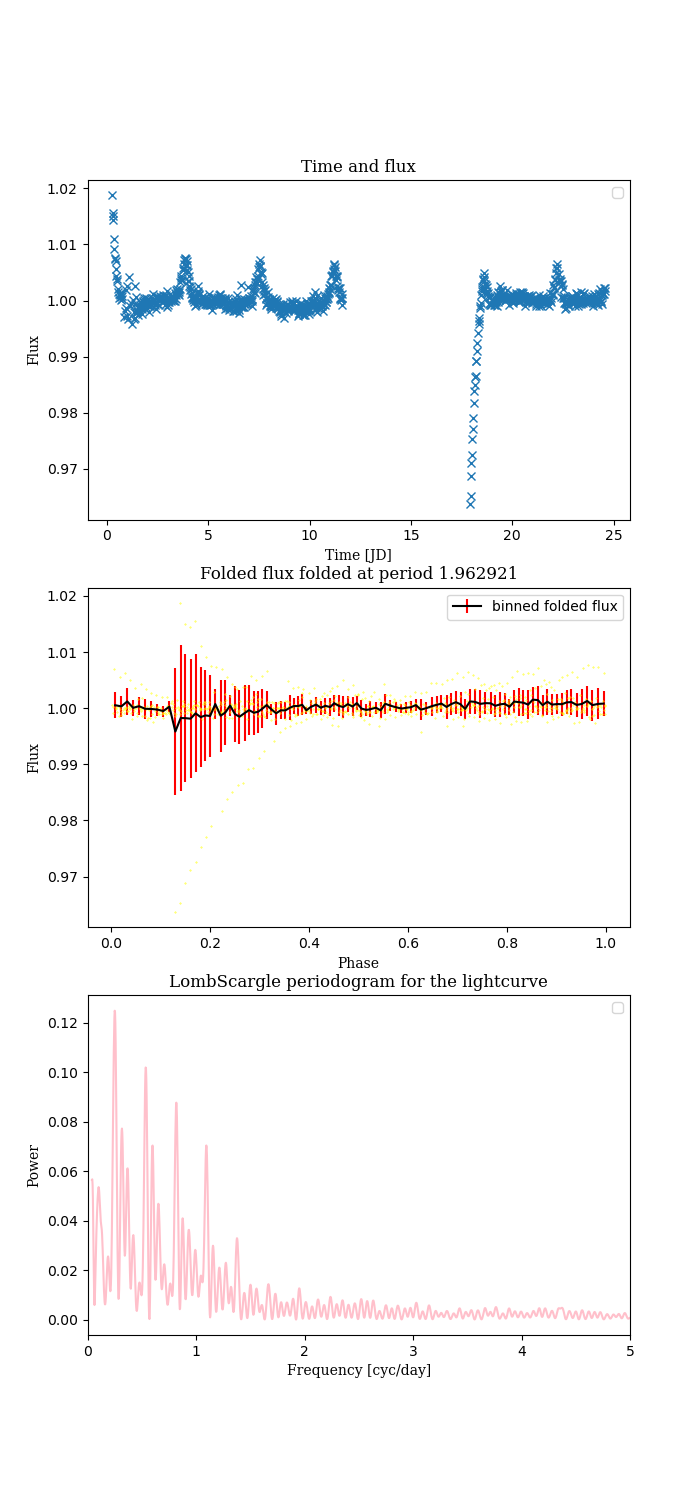 Time and flux
1.02
1.01
1.00
0.99
0.98
0.97
Flux
0 5 10 15 20 25
Time [JD]
Folded flux folded at period 1.962921
binned folded flux
1.02
1.01
1.00
0.99
0.98
0.97
Flux
0.0 0.2 0.4 0.6 0.8 1.0
Phase
LombScargle periodogram for the lightcurve
0.12
0.10
0.08
0.06
0.04
0.02
0.00
Power
0 1 2 3 4 5
Frequency [cyc/day]